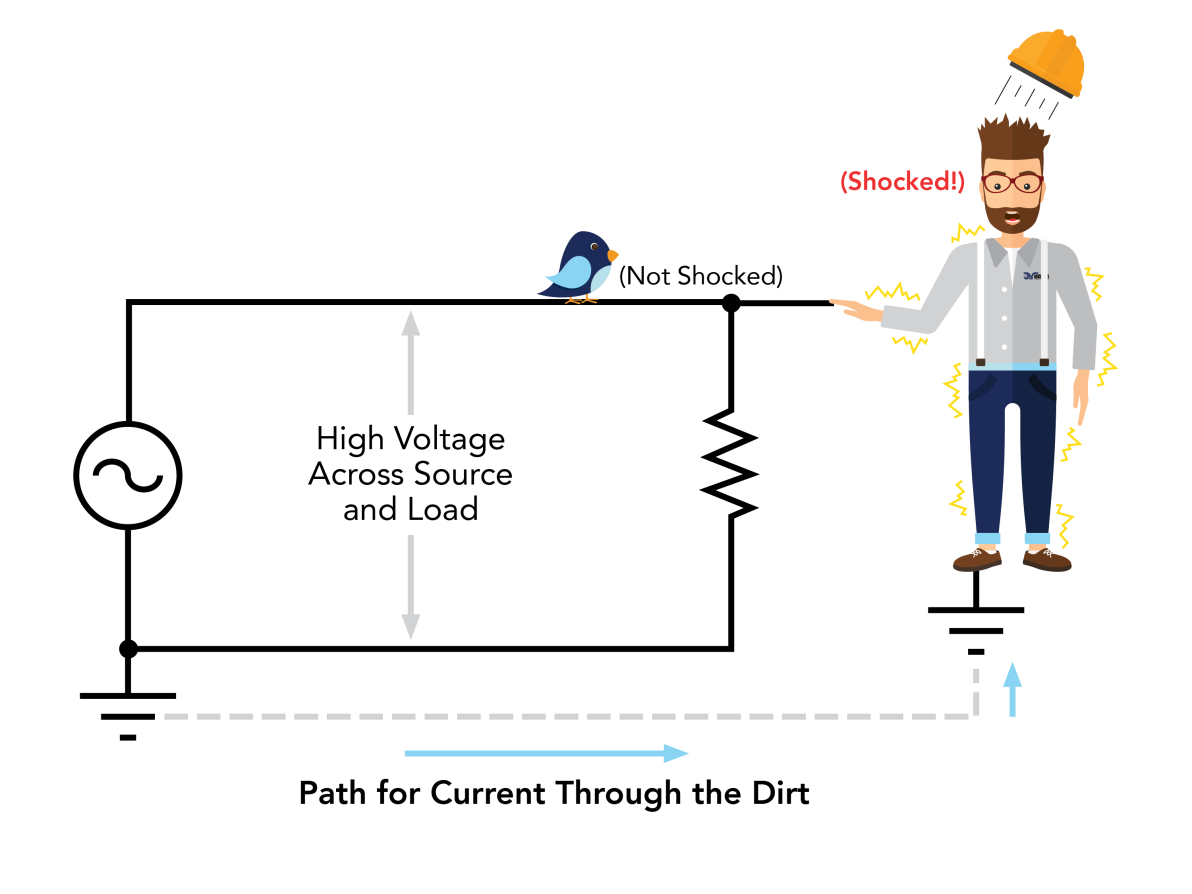 (Shocked!)
(Not Shocked)
High Voltage
Across Source
and Load
Path for Current Through the Dirt